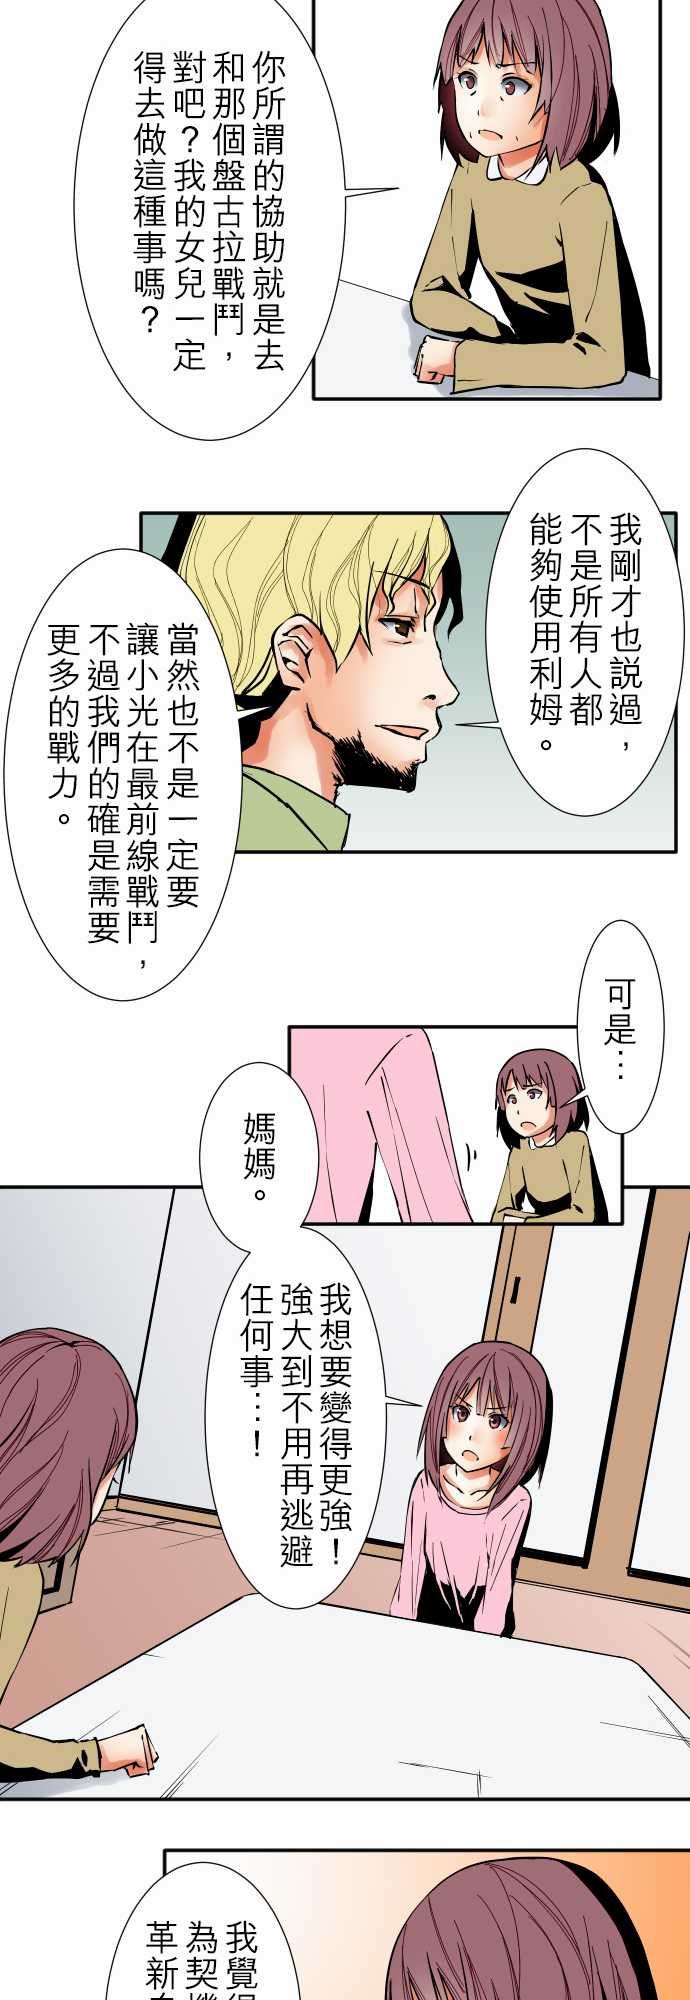 你所謂的協助就是去
和那個盤古拉戰鬥，
對吧？我的女兒一定
得去做這種事嗎？
我剛才也說過，
不是所有人都
能夠使用利姆。
當然也不是一定要
讓小光在最前線戰鬥，
不過我們的確是需要
更多的戰力。
可是…
媽媽。
我想要變得更強！
強大到不用再逃避
任何事…！
我覺得
為契機
革新